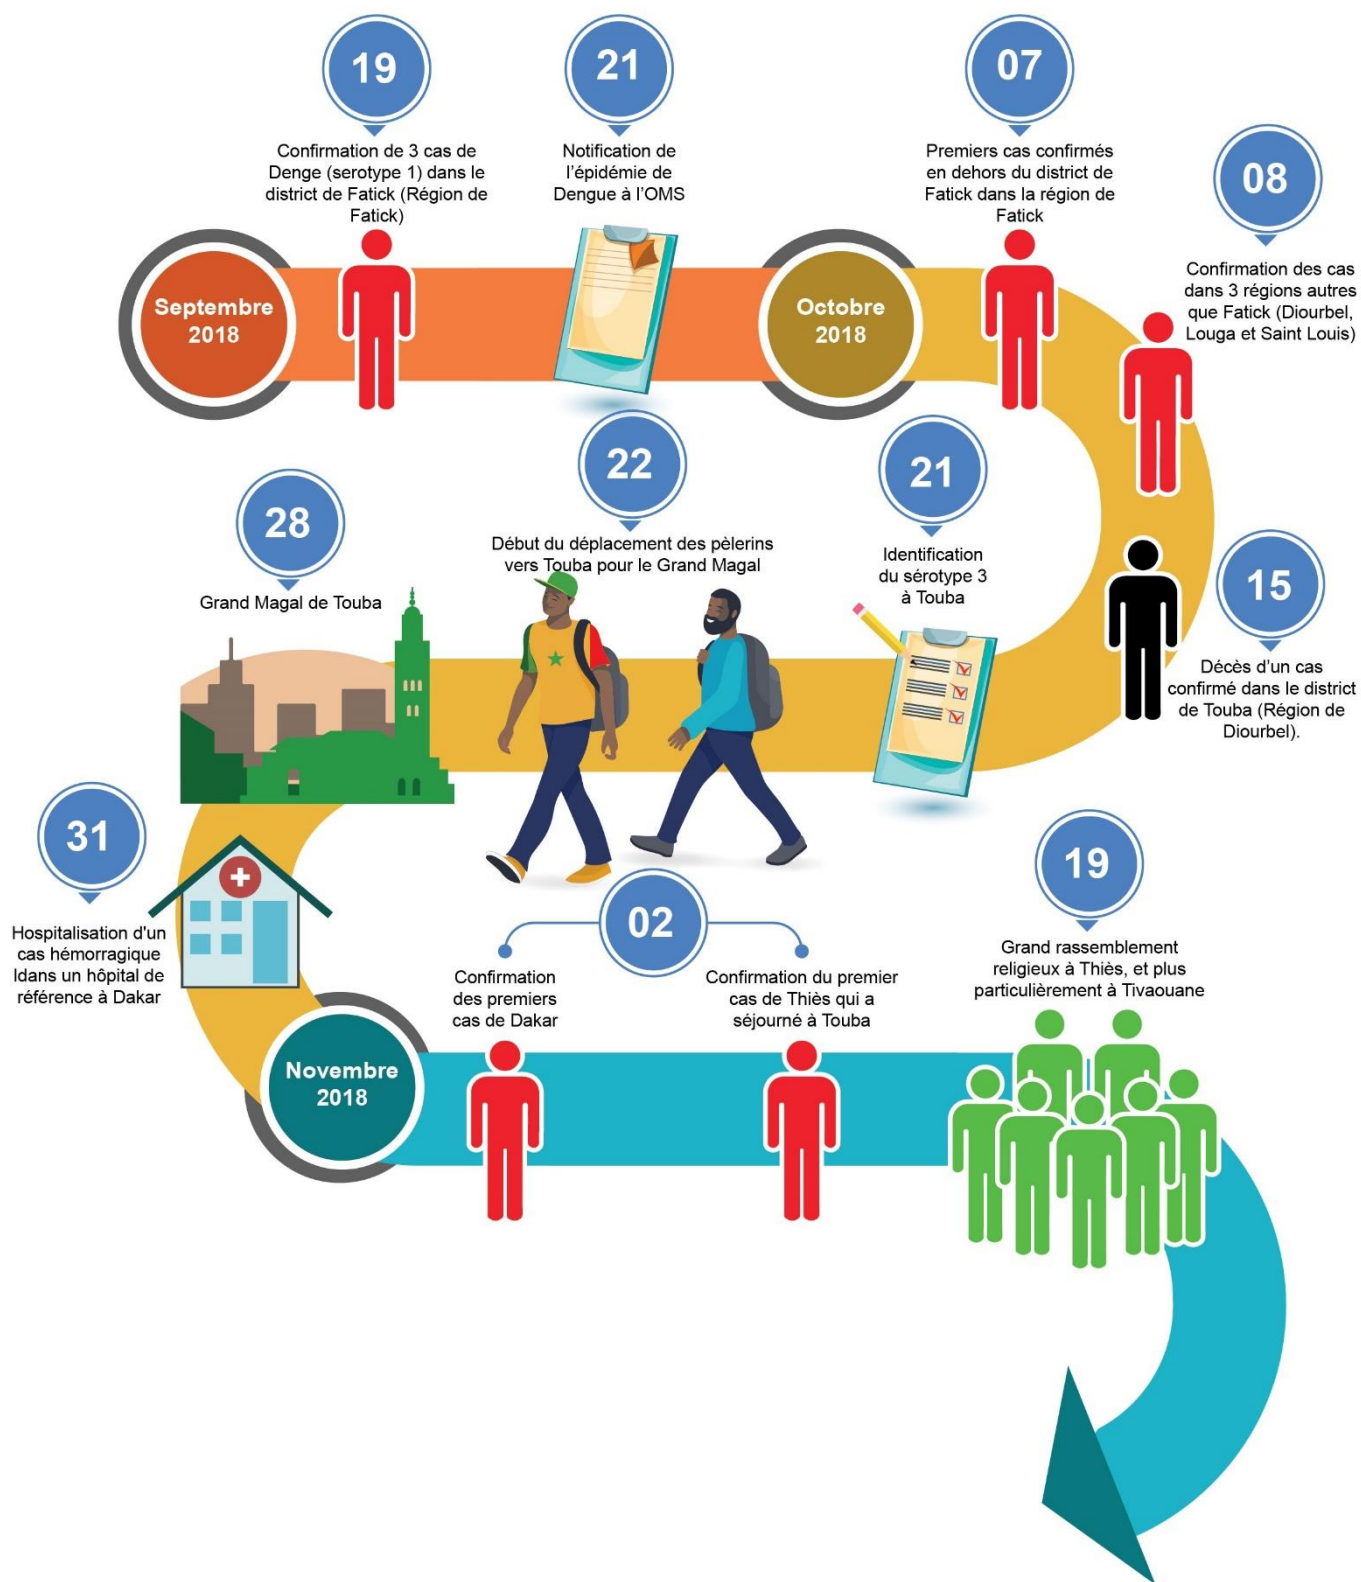 Septembre
2018
19
Confirmation de 3 cas de
Denge (serotype 1) dans le
district de Fatick (Région de
Fatick)
21
Notification de
l'épidémie de
Dengue à l'OMS
Octobre
2018
07
Premiers cas confirmés
en dehors du district de
Fatick dans la région de
Fatick
08
Confirmation des cas
dans 3 régions autres
que Fatick (Diourbel,
Louga et Saint Louis)
15
Décès d'un cas
confirmé dans le district
de Touba (Région de
Diourbel).
21
Identification
du sérotype 3
à Touba
22
Début du déplacement des pèlerins
vers Touba pour le Grand Magal
28
Grand Magal de Touba
31
Hospitalisation d'un
cas hémorragique
ldans un hôpital de
référence à Dakar
Novembre
2018
02
Confirmation
des premiers
cas de Dakar
Confirmation du premier
cas de Thiès qui a
séjourné à Touba
19
Grand rassemblement
religieux à Thiès, et plus
particulièrement à Tivaouane